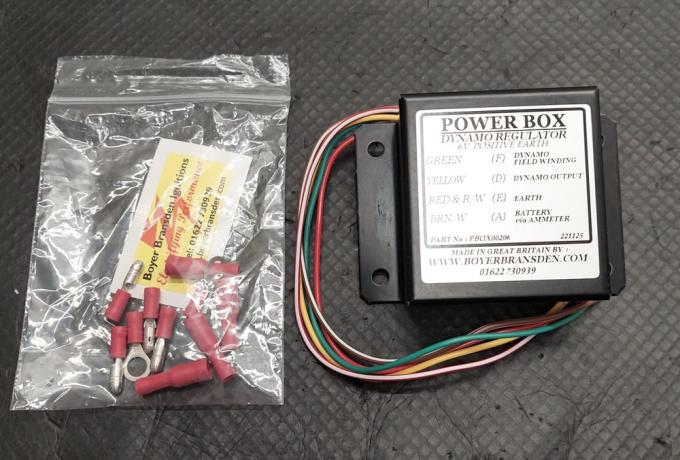 Boyer Bransden Ignitions
Tel: 01622 730939
POWER BOX
DYNAMO REGULATOR
6V POSITIVE EARTH
GREEN (F) DYNAMO FIELD WINDING
YELLOW (D) DYNAMO OUTPUT
RED & R/W (E) EARTH
BRN/W (A) BATTERY via AMMETER
PART No : PBOX00206 221125
MADE IN GREAT BRITAIN BY :
WWW.BOYERBRANSDEN.COM
01622 730939